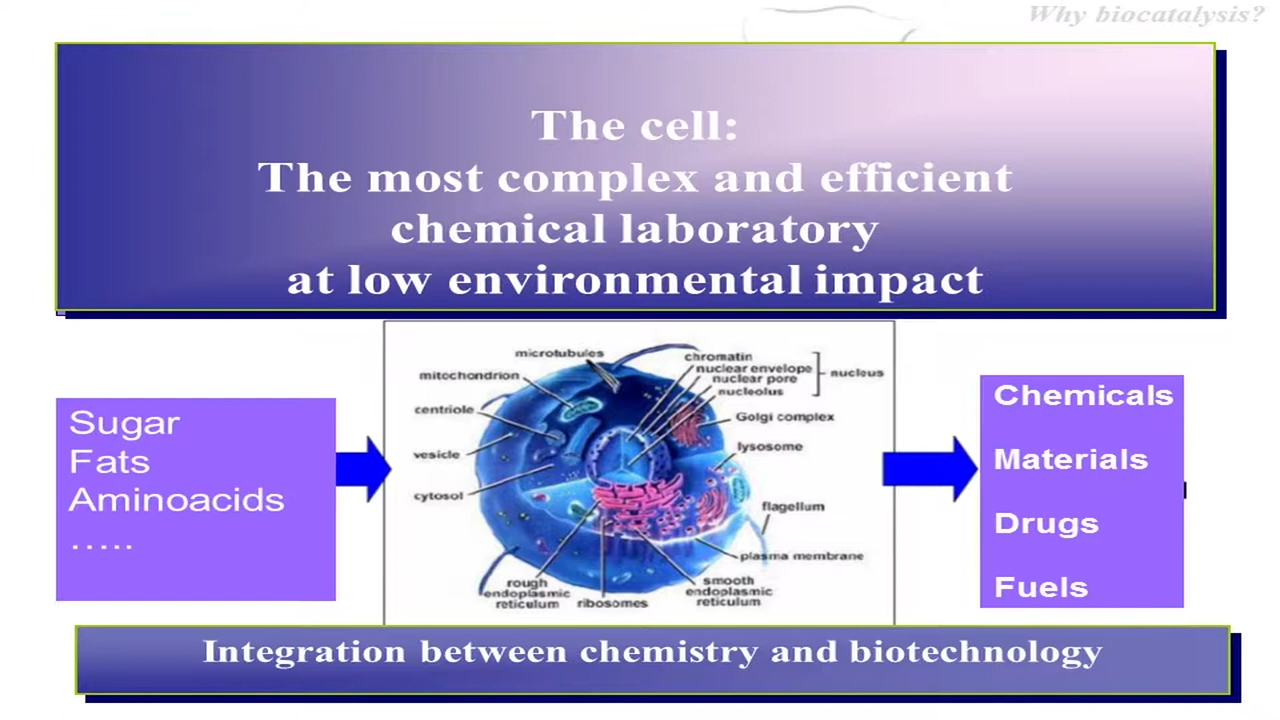 Why biocatalysis?
The cell:
The most complex and efficient
chemical laboratory
at low environmental impact
Sugar
Fats
Aminoacids
…..
microtubules
mitochondrion
centriole
vesicle
cytosol
rough
endoplasmic
reticulum
ribosomes
chromatin
nuclear envelope
nuclear pore
nucleolus
nucleus
Golgi complex
lysosome
flagellum
plasma membrane
smooth
endoplasmic
reticulum
Chemicals
Materials
Drugs
Fuels
Integration between chemistry and biotechnology